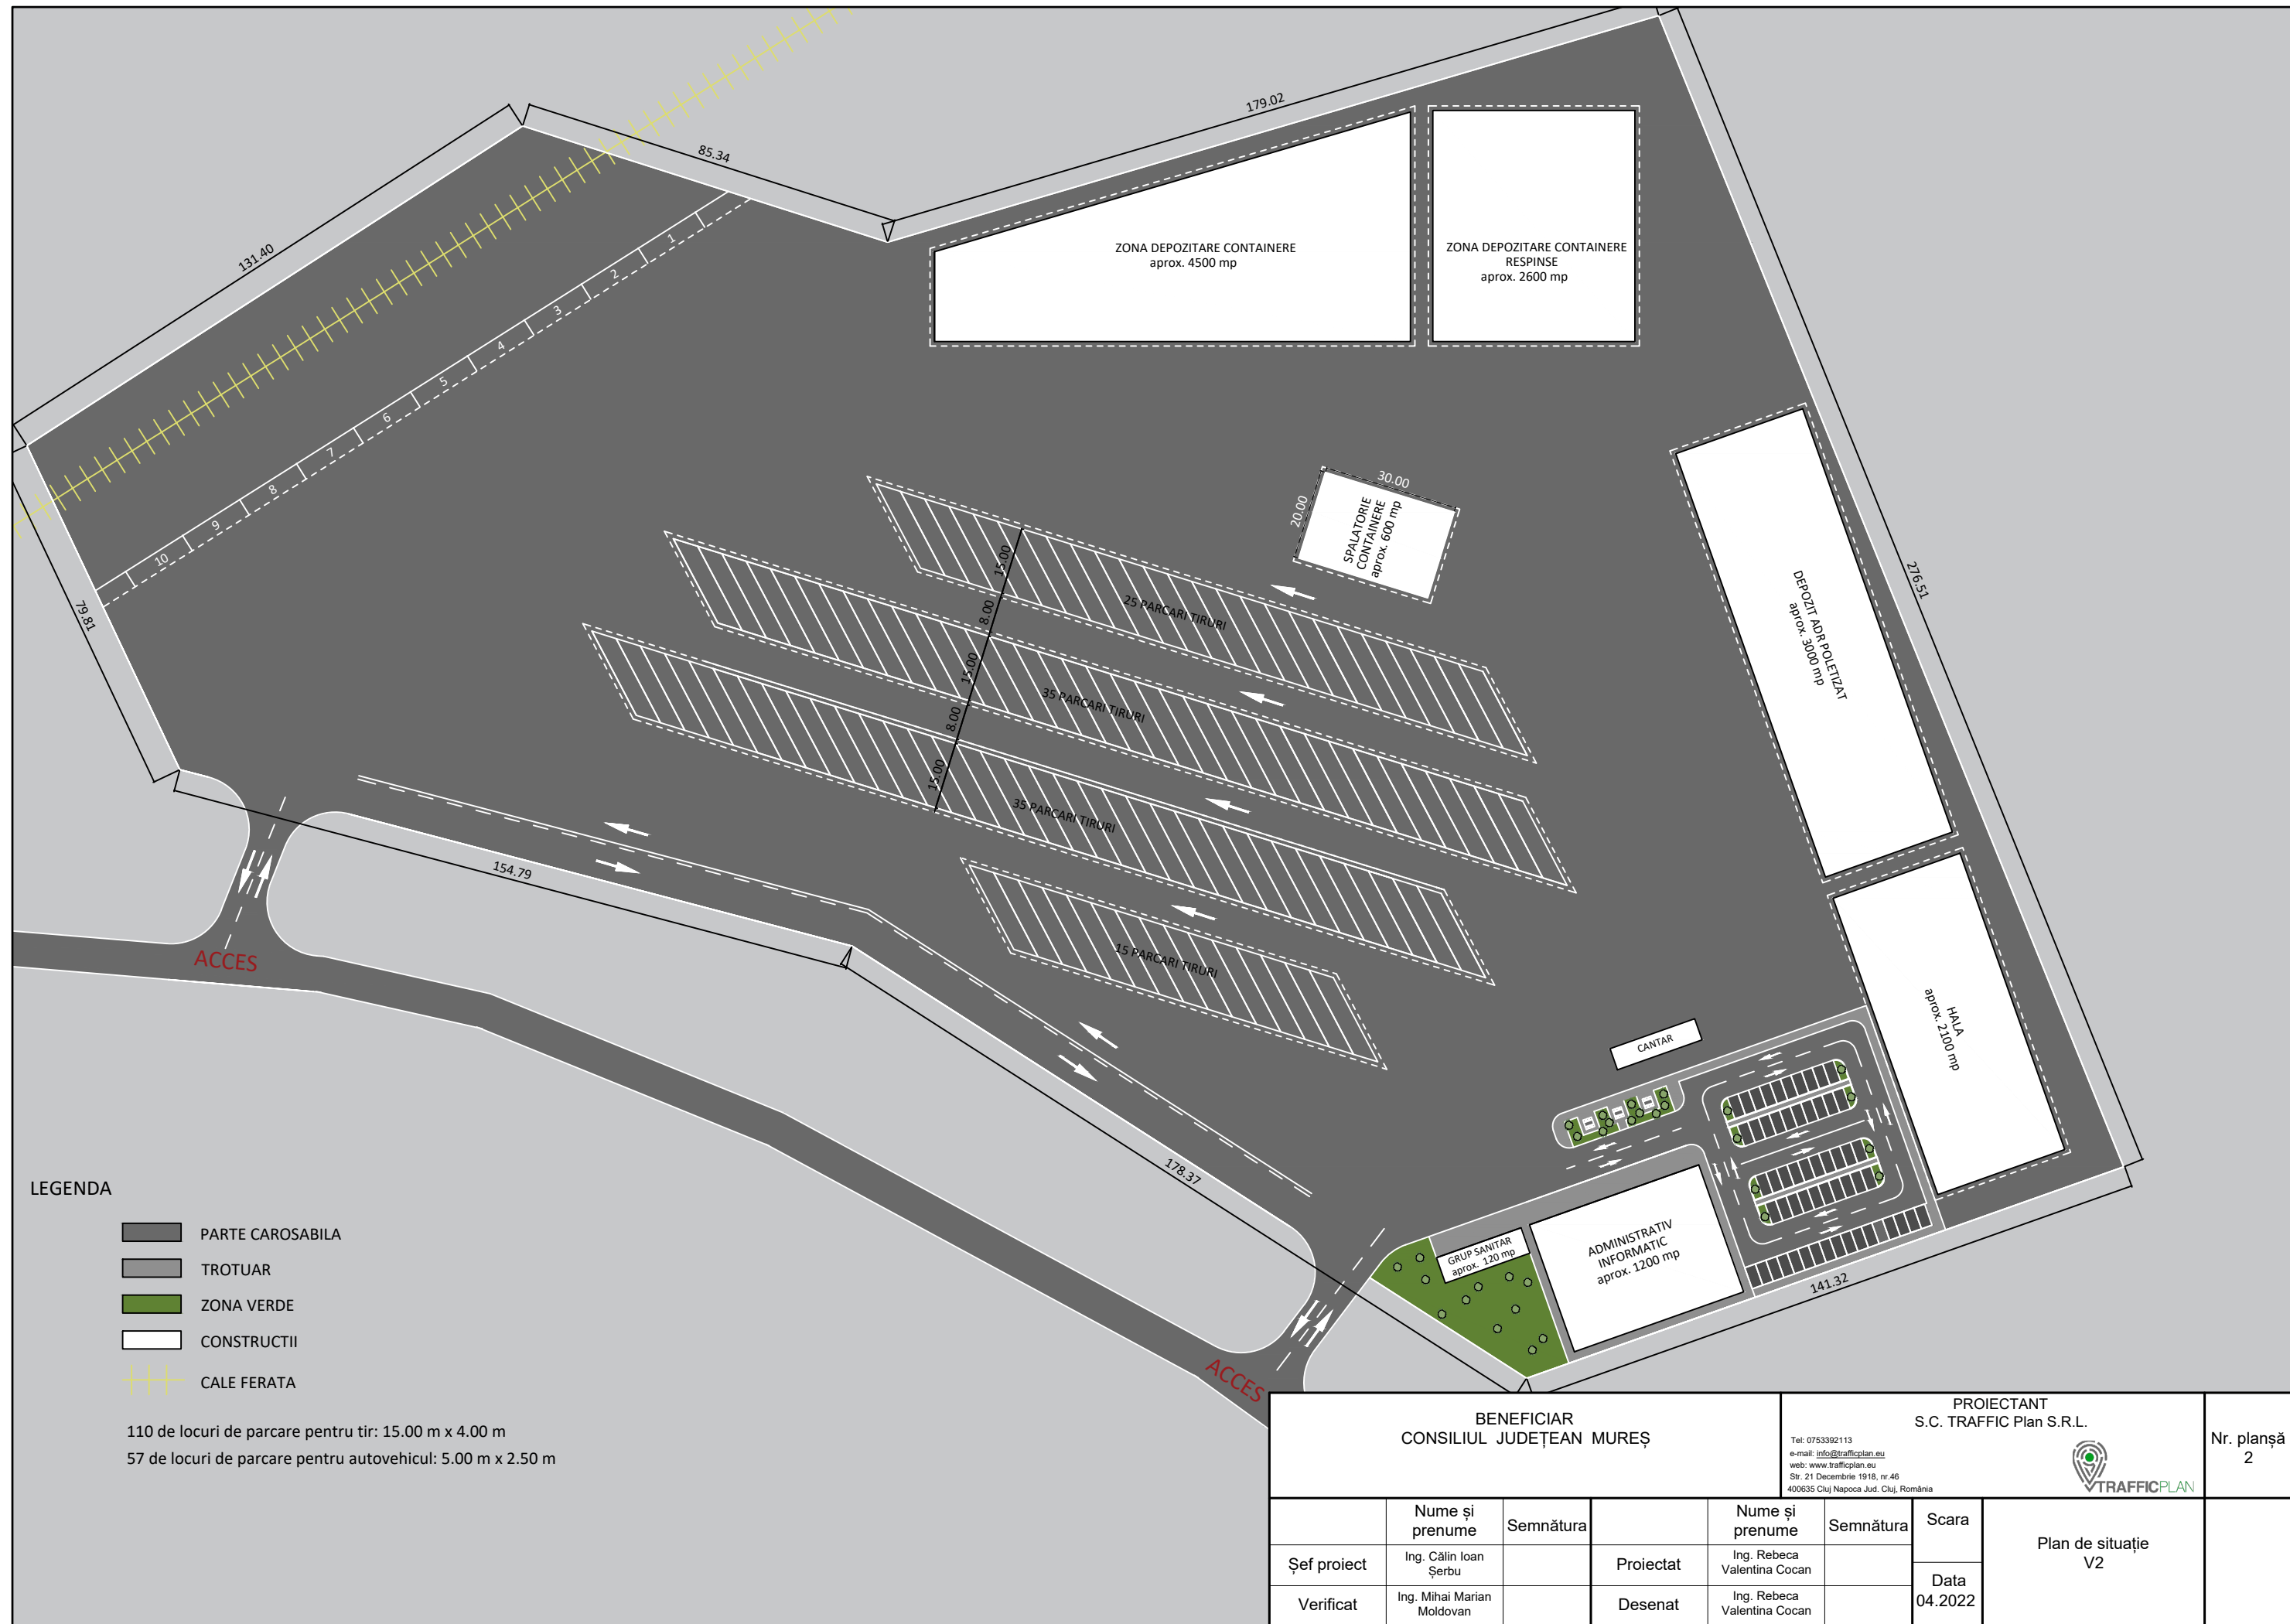 179.02
85.34
131.40
ZONA DEPOZITARE CONTAINERE
aprox. 4500 mp
ZONA DEPOZITARE CONTAINERE
RESPINSE
aprox. 2600 mp
1
2
3
4
5
6
7
8
9
10
30.00
20.00
SPALATORIE
CONTAINERE
aprox. 600 mp
276.51
DEPOZIT ADR POLETIZAT
aprox. 3000 mp
79.81
15.00
8.00
15.00
8.00
15.00
25 PARCARI TIRURI
35 PARCARI TIRURI
35 PARCARI TIRURI
15 PARCARI TIRURI
154.79
ACCES
HALA
aprox. 2100 mp
CANTAR
178.37
GRUP SANITAR
aprox. 120 mp
ADMINISTRATIV
INFORMATIC
aprox. 1200 mp
141.32
ACCES
LEGENDA
PARTE CAROSABILA
TROTUAR
ZONA VERDE
CONSTRUCTII
CALE FERATA
110 de locuri de parcare pentru tir: 15.00 m x 4.00 m
57 de locuri de parcare pentru autovehicul: 5.00 m x 2.50 m
BENEFICIAR
CONSILIUL JUDEȚEAN MUREȘ
PROIECTANT
S.C. TRAFFIC Plan S.R.L.
Tel: 0753392113
e-mail: info@trafficplan.eu
web: www.trafficplan.eu
Str. 21 Decembrie 1918, nr.46
400635 Cluj Napoca Jud. Cluj, România
TRAFFICPLAN
Nr. planșă
2
Nume și
prenume
Semnătura
Nume și
prenume
Semnătura
Scara
Șef proiect
Ing. Călin Ioan
Șerbu
Proiectat
Ing. Rebeca
Valentina Cocan
Plan de situație
V2
Verificat
Ing. Mihai Marian
Moldovan
Desenat
Ing. Rebeca
Valentina Cocan
Data
04.2022